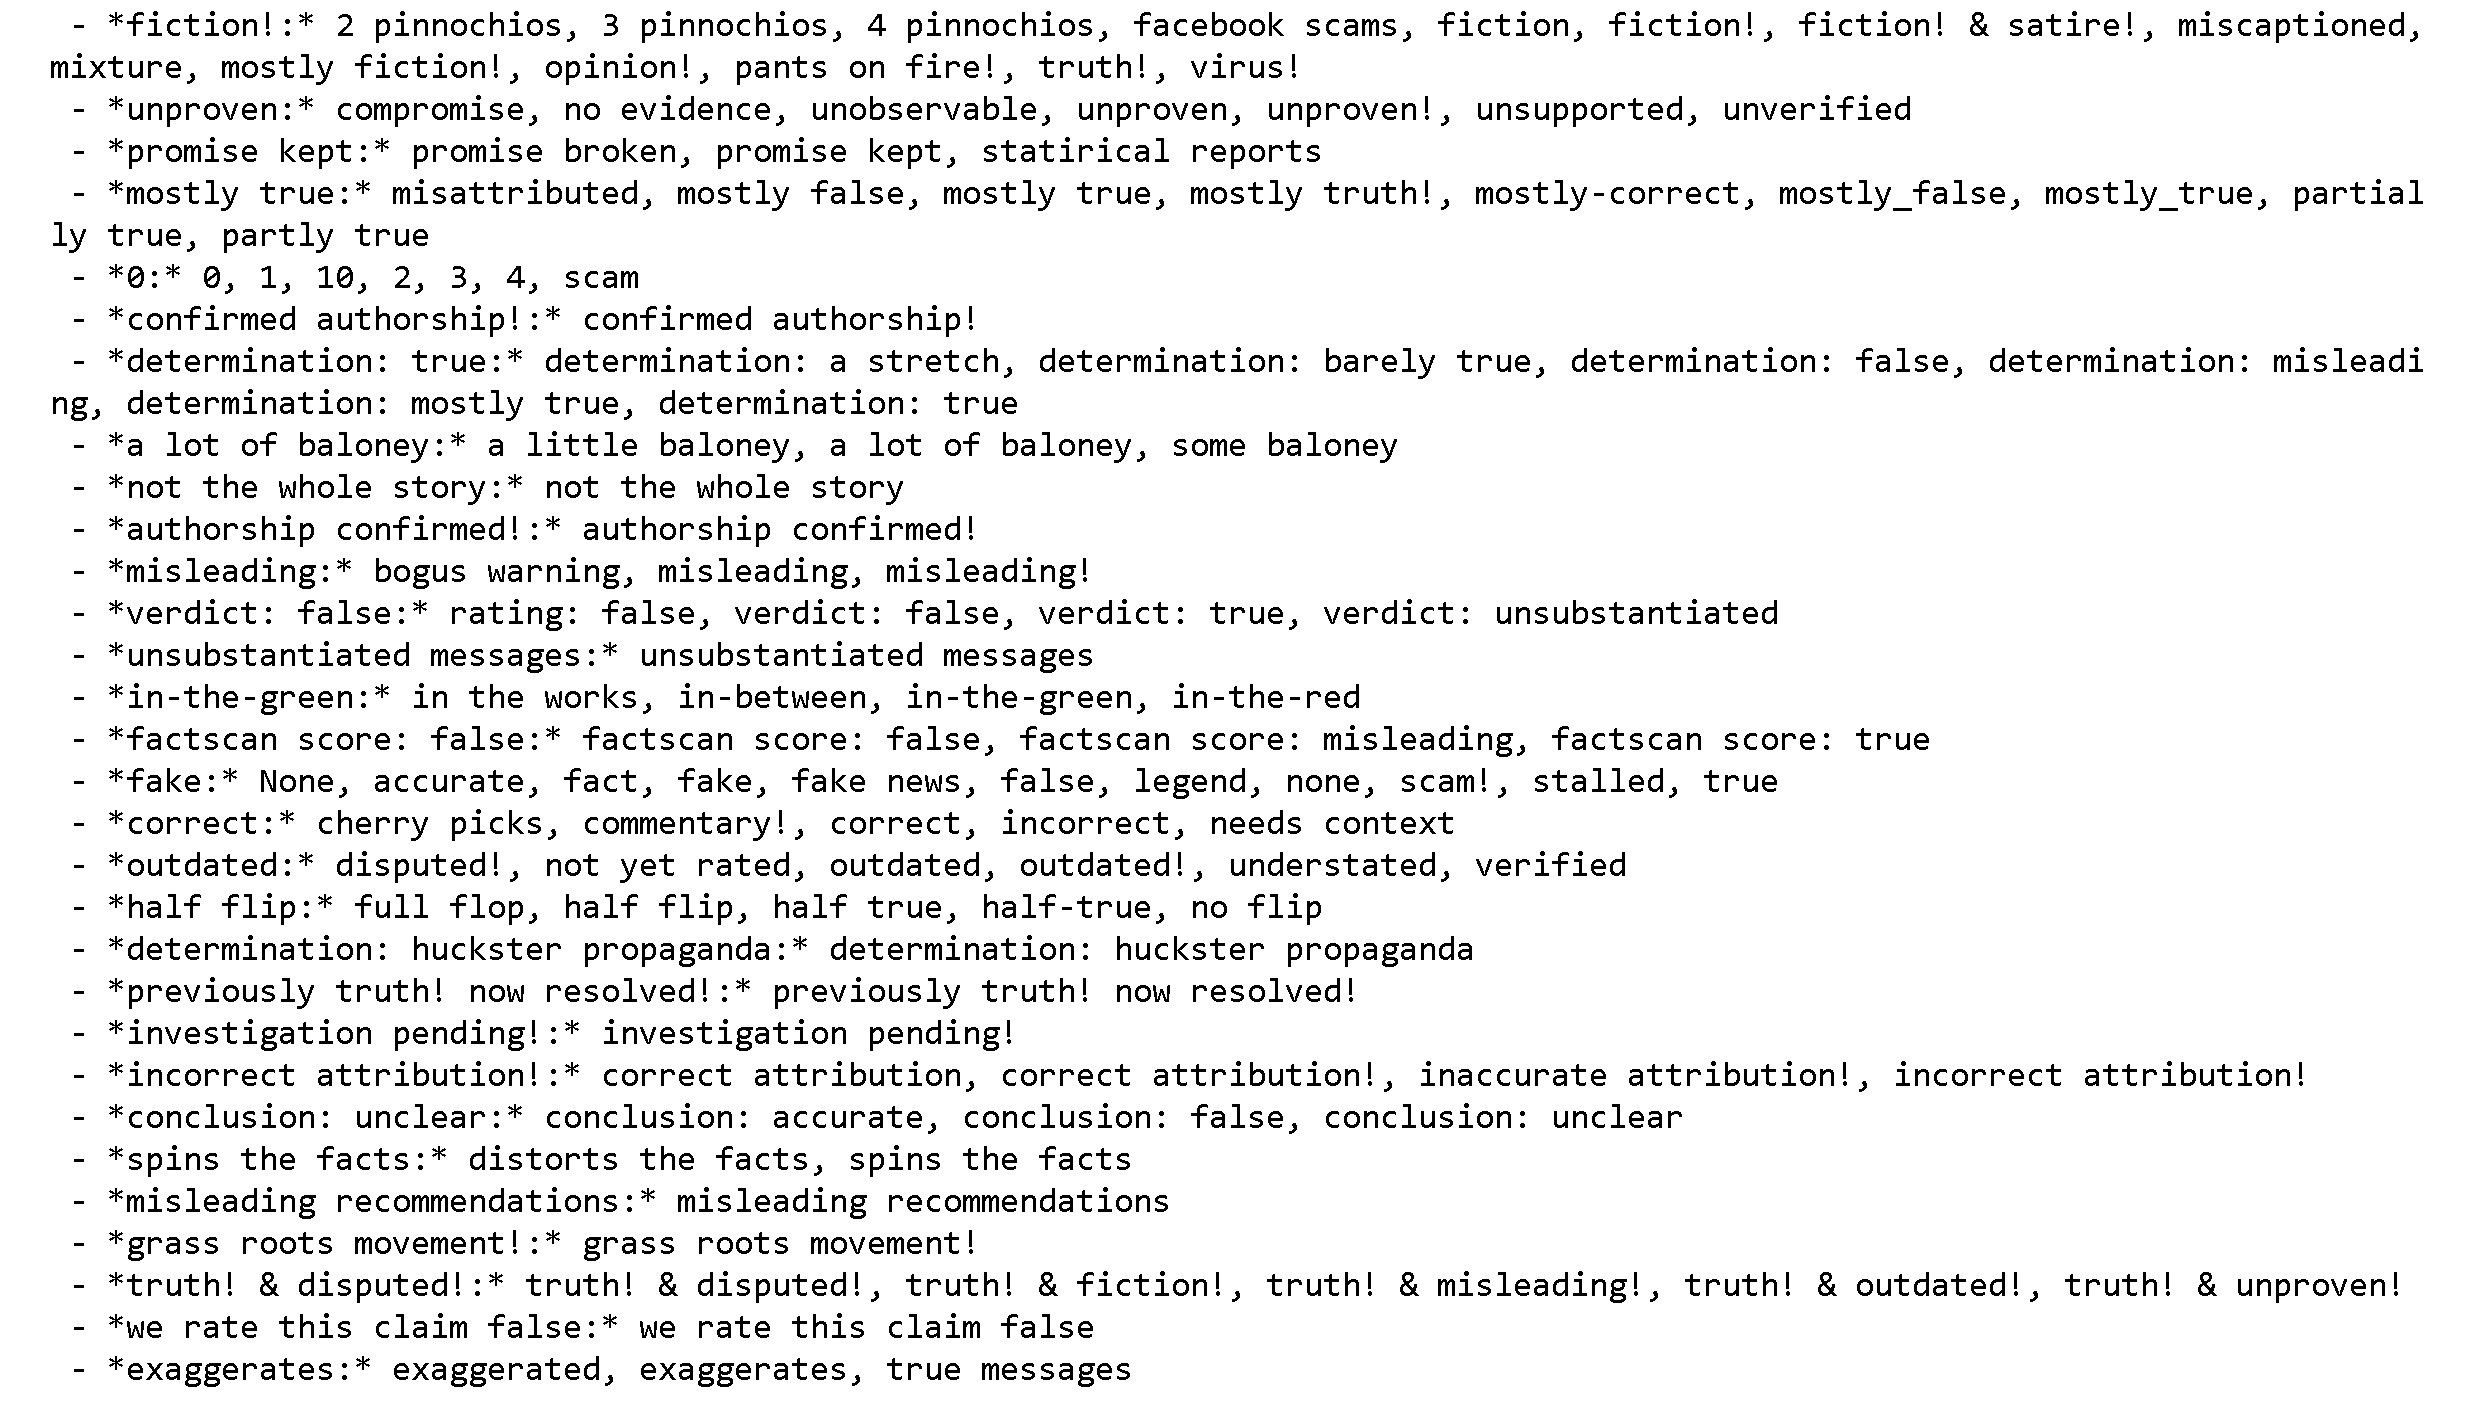 - *fiction!:* 2 pinnochios, 3 pinnochios, 4 pinnochios, facebook scams, fiction, fiction!, fiction! & satire!, miscaptioned,
mixture, mostly fiction!, opinion!, pants on fire!, truth!, virus!
- *unproven:* compromise, no evidence, unobservable, unproven, unproven!, unsupported, unverified
- *promise kept:* promise broken, promise kept, statirical reports
- *mostly true:* misattributed, mostly false, mostly true, mostly truth!, mostly-correct, mostly_false, mostly_true, partial
ly true, partly true
- *0:* 0, 1, 10, 2, 3, 4, scam
- *confirmed authorship!:* confirmed authorship!
- *determination: true:* determination: a stretch, determination: barely true, determination: false, determination: misleadi
ng, determination: mostly true, determination: true
- *a lot of baloney:* a little baloney, a lot of baloney, some baloney
- *not the whole story:* not the whole story
- *authorship confirmed!:* authorship confirmed!
- *misleading:* bogus warning, misleading, misleading!
- *verdict: false:* rating: false, verdict: false, verdict: true, verdict: unsubstantiated
- *unsubstantiated messages:* unsubstantiated messages
- *in-the-green:* in the works, in-between, in-the-green, in-the-red
- *factscan score: false:* factscan score: false, factscan score: misleading, factscan score: true
- *fake:* None, accurate, fact, fake, fake news, false, legend, none, scam!, stalled, true
- *correct:* cherry picks, commentary!, correct, incorrect, needs context
- *outdated:* disputed!, not yet rated, outdated, outdated!, understated, verified
- *half flip:* full flop, half flip, half true, half-true, no flip
- *determination: huckster propaganda:* determination: huckster propaganda
- *previously truth! now resolved!:* previously truth! now resolved!
- *investigation pending!:* investigation pending!
- *incorrect attribution!:* correct attribution, correct attribution!, inaccurate attribution!, incorrect attribution!
- *conclusion: unclear:* conclusion: accurate, conclusion: false, conclusion: unclear
- *spins the facts:* distorts the facts, spins the facts
- *misleading recommendations:* misleading recommendations
- *grass roots movement!:* grass roots movement!
- *truth! & disputed!:* truth! & disputed!, truth! & fiction!, truth! & misleading!, truth! & outdated!, truth! & unproven!
- *we rate this claim false:* we rate this claim false
- *exaggerates:* exaggerated, exaggerates, true messages